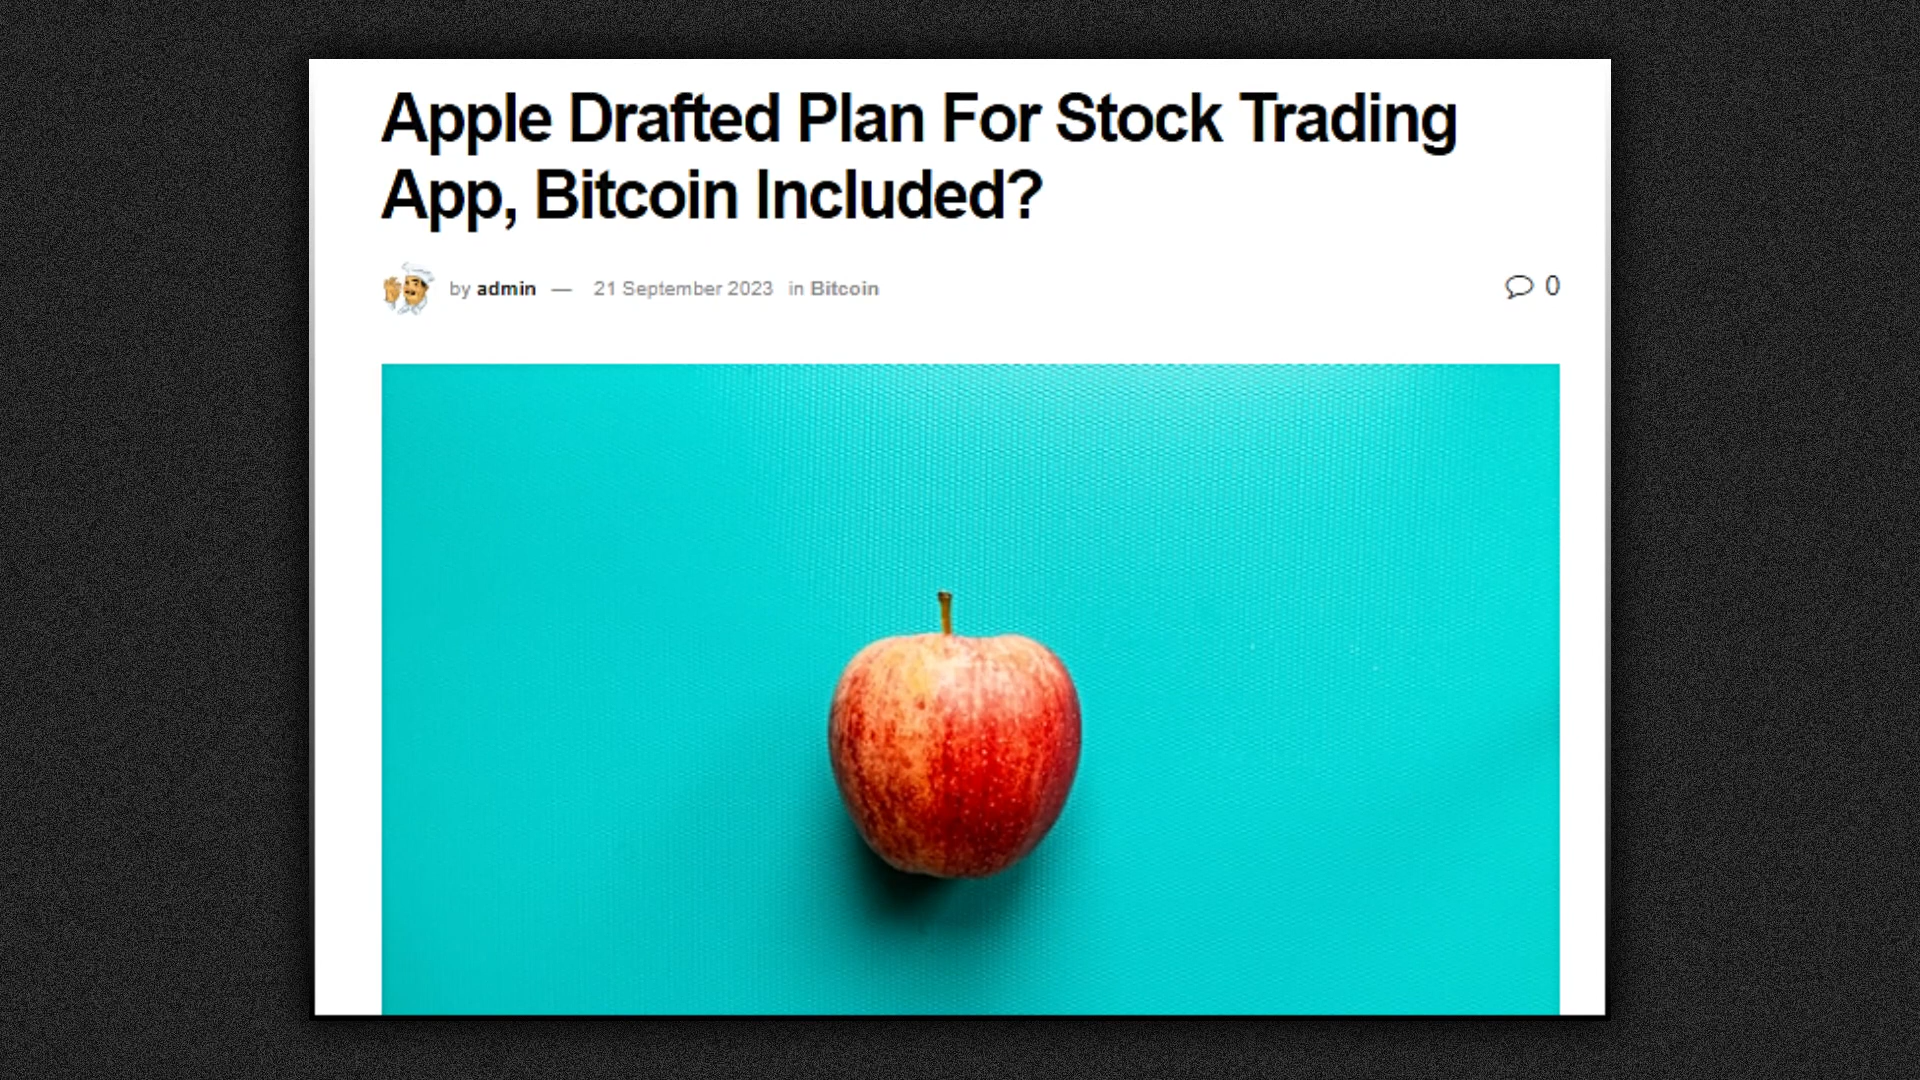 Apple Drafted Plan For Stock Trading
App, Bitcoin Included?
by admin — 21 September 2023 in Bitcoin 0